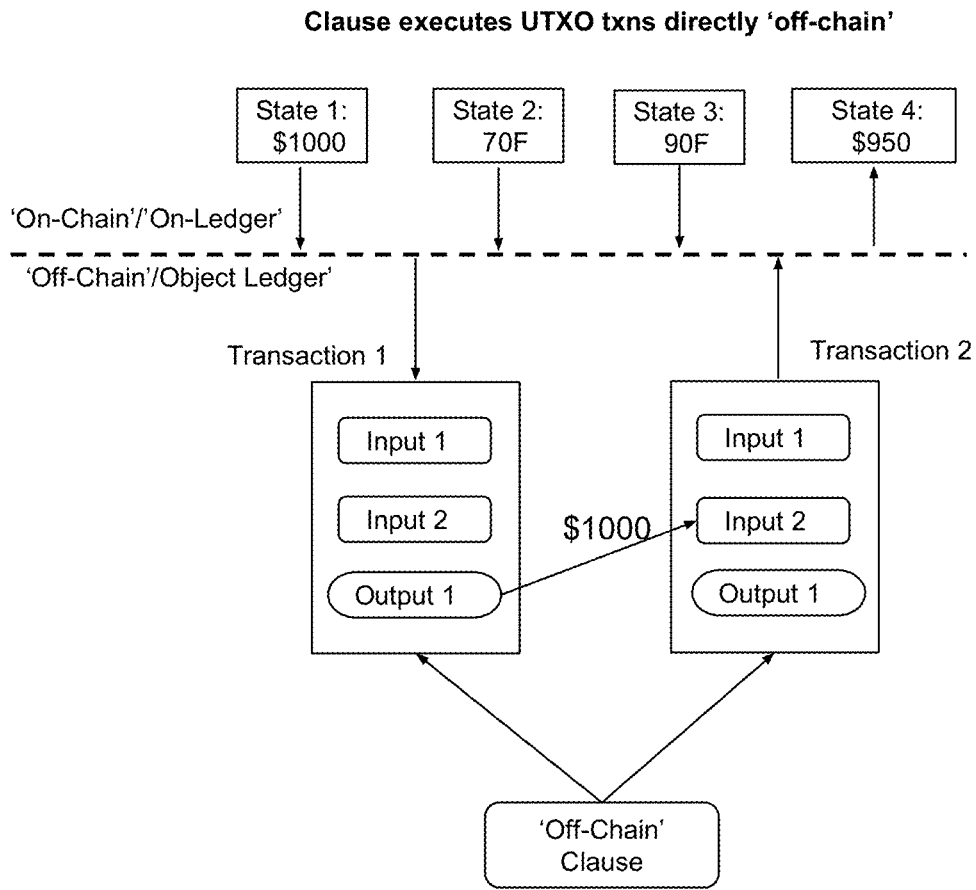 Clause executes UTXO txns directly ‘off-chain’
State 1:
$1000
State 2:
70F
State 3:
90F
State 4:
$950
‘On-Chain’/’On-Ledger’
‘Off-Chain’/Object Ledger’
Transaction 1
Transaction 2
Input 1
Input 2
Output 1
$1000
Input 1
Input 2
Output 1
‘Off-Chain’
Clause